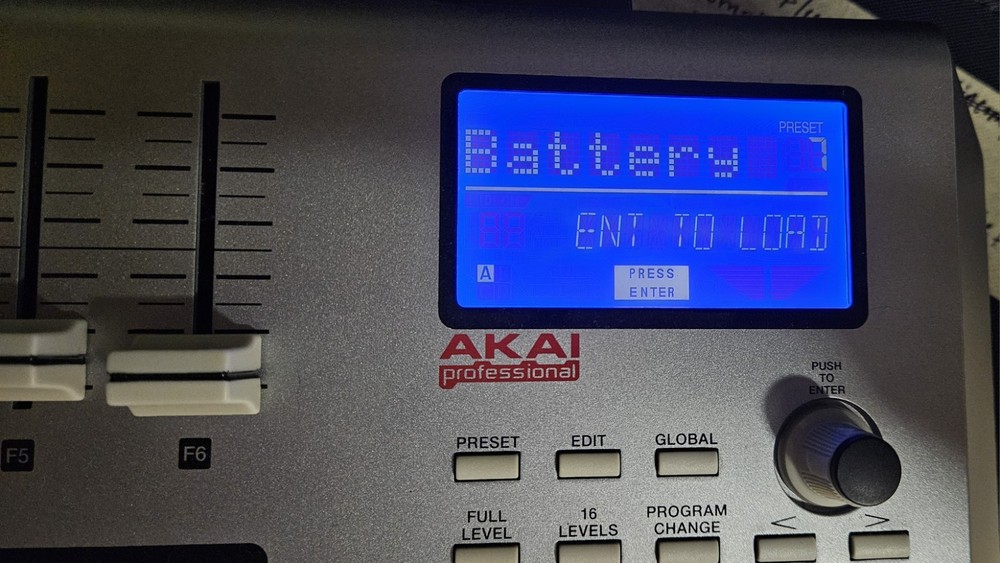 PRESET
Battery 7
ENT TO LOAD
A
PRESS
ENTER
AKAI
professional
PUSH
TO
ENTER
F5
F6
PRESET
EDIT
GLOBAL
FULL
LEVEL
16
LEVELS
PROGRAM
CHANGE
<
>